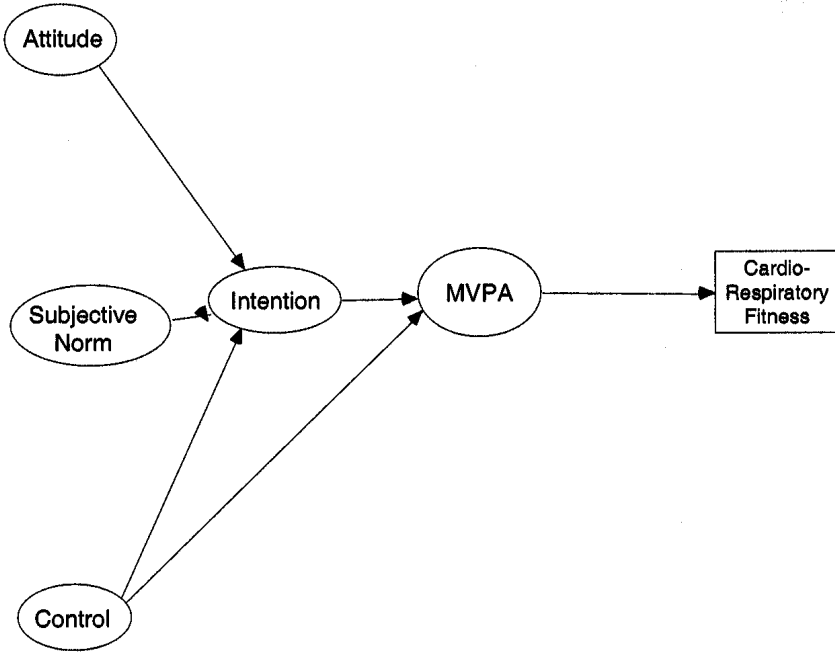 Attitude
Subjective
Norm
Intention
MVPA
Cardio-
Respiratory
Fitness
Control